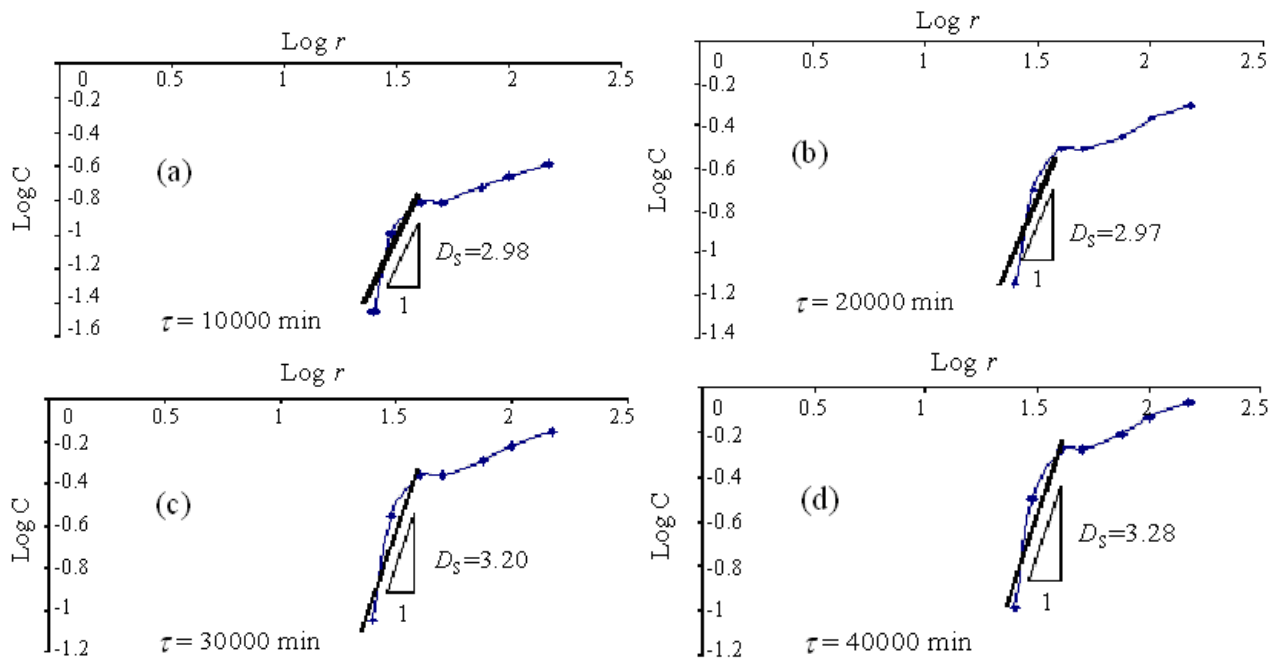 Log r
0 0.5 1 1.5 2 2.5
-0.2
-0.4
-0.6
-0.8
-1
-1.2
-1.4
-1.6
Log C
(a)
D_S=2.98
1
τ = 10000 min
Log r
0 0.5 1 1.5 2 2.5
-0.2
-0.4
-0.6
-0.8
-1
-1.2
-1.4
Log C
(b)
D_S=2.97
1
τ = 20000 min
Log r
0 0.5 1 1.5 2 2.5
-0.2
-0.4
-0.6
-0.8
-1
-1.2
Log C
(c)
D_S=3.20
1
τ = 30000 min
Log r
0 0.5 1 1.5 2 2.5
-0.2
-0.4
-0.6
-0.8
-1
-1.2
Log C
(d)
D_S=3.28
1
τ = 40000 min